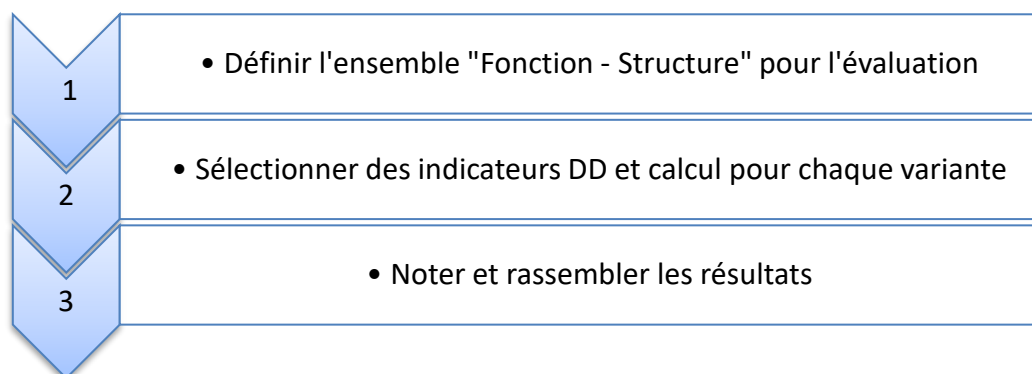 1
• Définir l'ensemble "Fonction - Structure" pour l'évaluation
2
• Sélectionner des indicateurs DD et calcul pour chaque variante
3
• Noter et rassembler les résultats